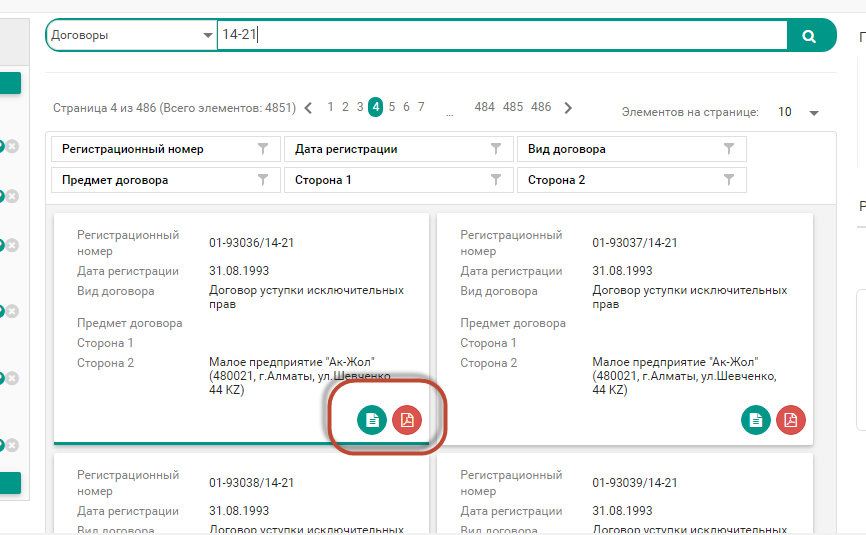 Договоры
14-21
Страница 4 из 486 (Всего элементов: 4851) 1 2 3 4 5 6 7 ... 484 485 486
Элементов на странице: 10
Регистрационный номер
Дата регистрации
Вид договора
Предмет договора
Сторона 1
Сторона 2
Регистрационный
номер
01-93036/14-21
Дата регистрации
31.08.1993
Вид договора
Договор уступки исключительных
прав
Предмет договора
Сторона 1
Сторона 2
Малое предприятие "Ак-Жол"
(480021, г.Алматы, ул.Шевченко,
44 KZ)
Регистрационный
номер
01-93037/14-21
Дата регистрации
31.08.1993
Вид договора
Договор уступки исключительных
прав
Предмет договора
Сторона 1
Сторона 2
Малое предприятие "Ак-Жол"
(480021, г.Алматы, ул.Шевченко,
44 KZ)
Регистрационный
номер
01-93038/14-21
Дата регистрации
31.08.1993
Вид договора
Договор уступки исключительных
Регистрационный
номер
01-93039/14-21
Дата регистрации
31.08.1993
Вид договора
Договор уступки исключительных